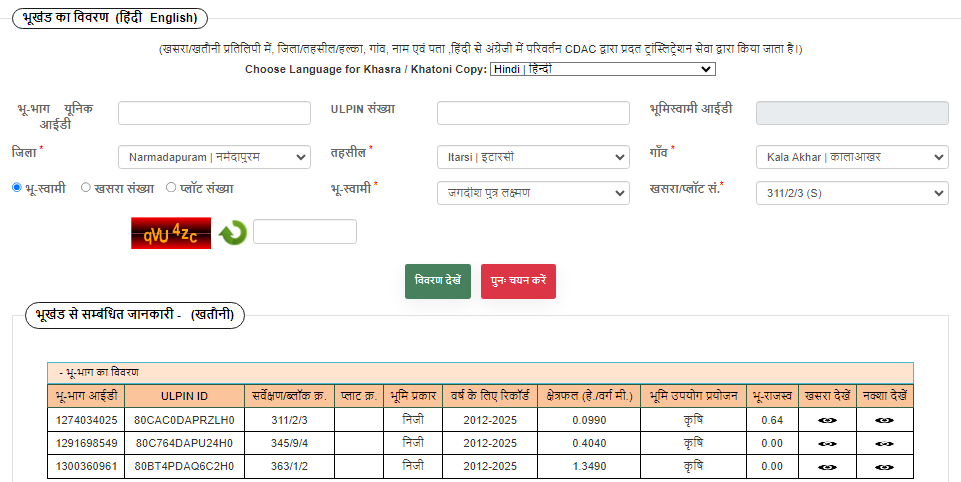 भूखंड का विवरण (हिंदी English)
(खसरा/खतौनी प्रतिलिपी में, जिला/तहसील/हल्का, गांव, नाम एवं पता ,हिंदी से अंग्रेजी में परिवर्तन CDAC द्वारा प्रदत ट्रांस्लिट्रेशन सेवा द्वारा किया जाता है।)
Choose Language for Khasra / Khatoni Copy: Hindi | हिन्दी
भू-भाग यूनिक आईडी
ULPIN संख्या
भूमिस्वामी आईडी
जिला * Narmadapuram | नर्मदापुरम तहसील * Itarsi | इटारसी गाँव * Kala Akhar | कालाआखर
भू-स्वामी खसरा संख्या प्लॉट संख्या भू-स्वामी * जगदीश पुत्र लक्ष्मण खसरा/प्लॉट सं.* 311/2/3 (S)
qVU4zc
विवरण देखें पुनः चयन करें
भूखंड से सम्बंधित जानकारी - (खतौनी)
- भू-भाग का विवरण
भू-भाग आईडी ULPIN ID सर्वेक्षण/ब्लॉक क्र. प्लाट क्र. भूमि प्रकार वर्ष के लिए रिकॉर्ड क्षेत्रफल (हे./वर्ग मी.) भूमि उपयोग प्रयोजन भू-राजस्व खसरा देखें नक्शा देखें
1274034025 80CAC0DAPRZLH0 311/2/3 निजी 2012-2025 0.0990 कृषि 0.64
1291698549 80C764DAPU24H0 345/9/4 निजी 2012-2025 0.4040 कृषि 0.00
1300360961 80BT4PDAQ6C2H0 363/1/2 निजी 2012-2025 1.3490 कृषि 0.00